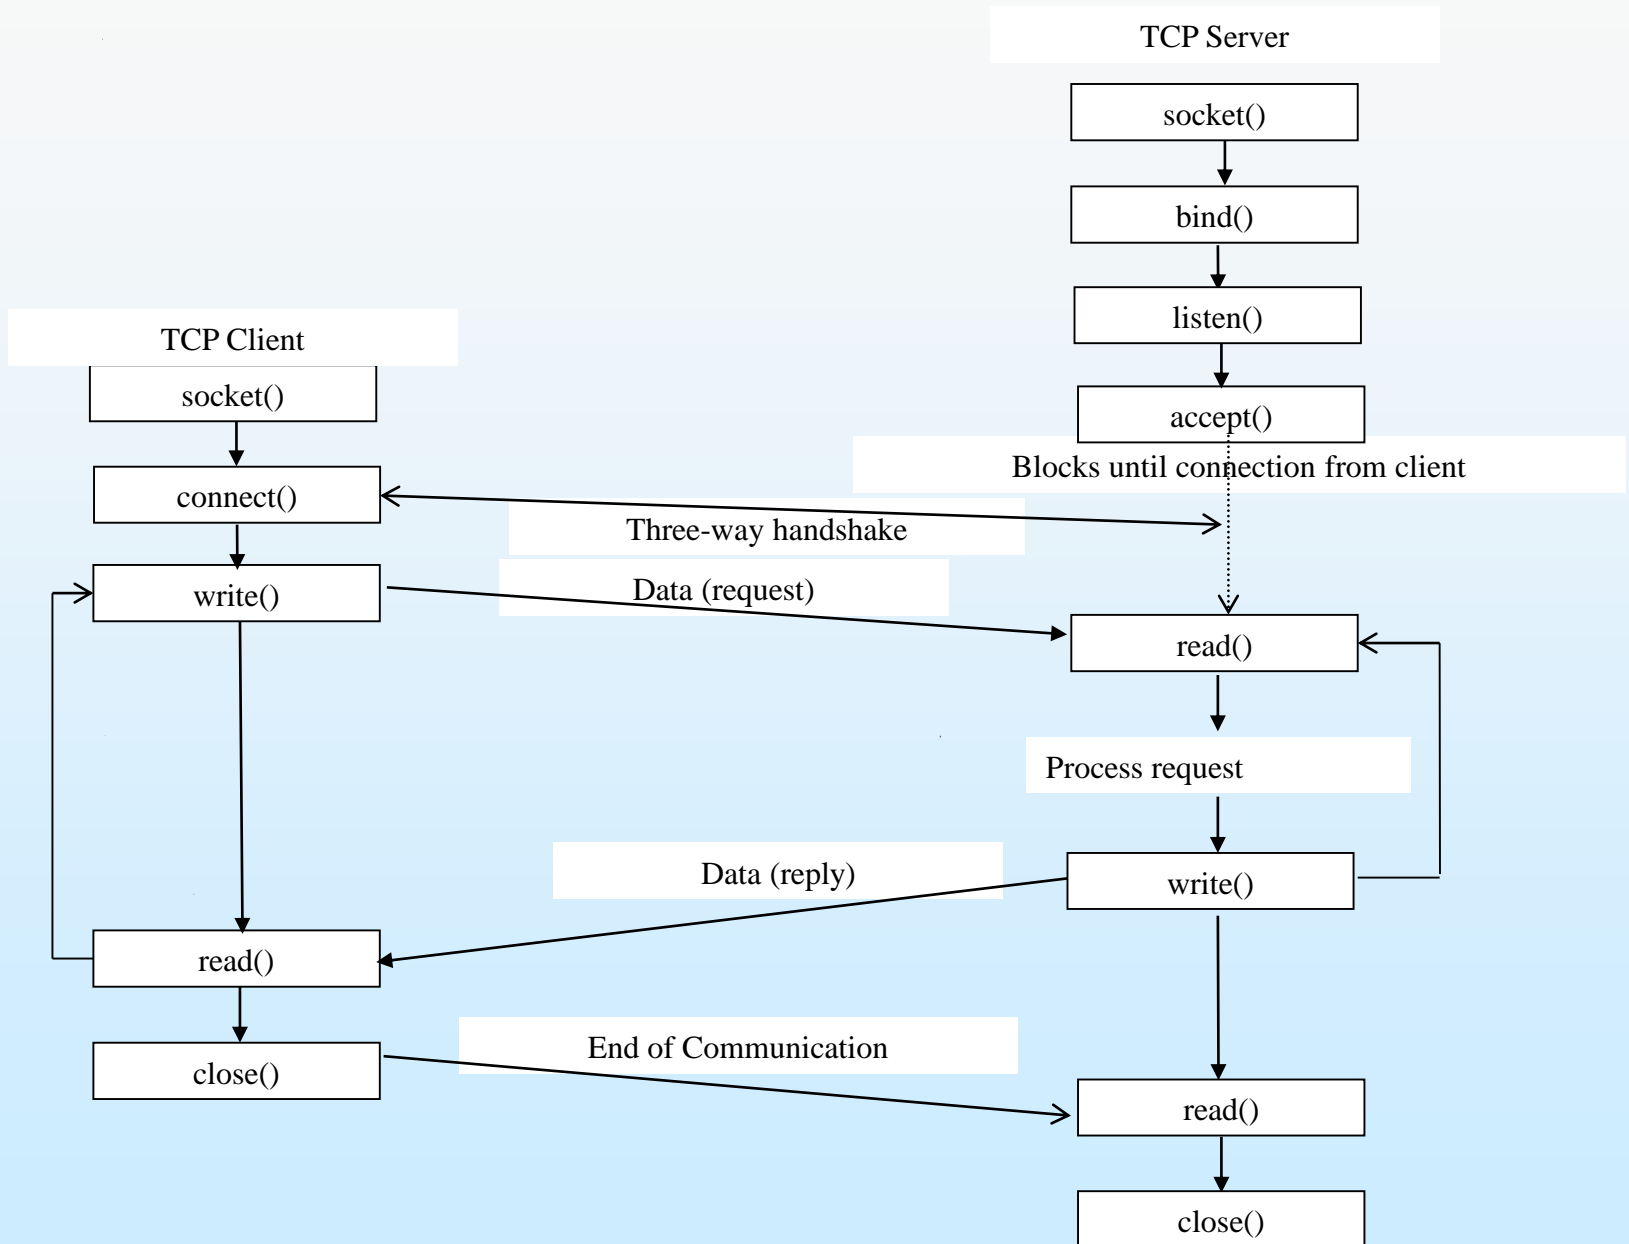 TCP Server
socket()
bind()
listen()
TCP Client
socket()
accept()
Blocks until connection from client
connect()
Three-way handshake
write()
Data (request)
read()
Process request
Data (reply)
write()
read()
End of Communication
close()
read()
close()